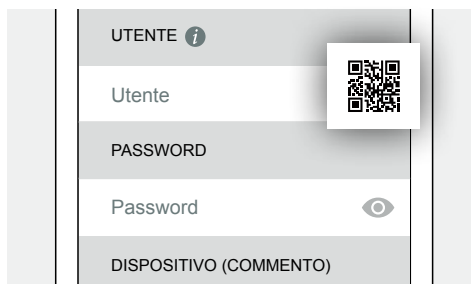 UTENTE i
Utente
PASSWORD
Password
DISPOSITIVO (COMMENTO)